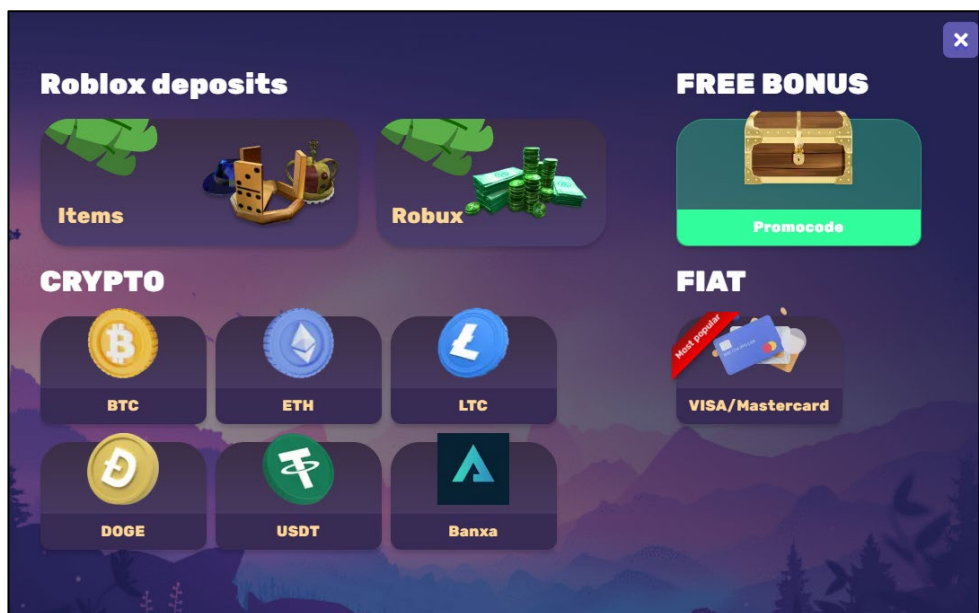 Roblox deposits
Items
Robux
FREE BONUS
Promocode
CRYPTO
BTC
ETH
LTC
DOGE
USDT
Banxa
FIAT
Most popular
VISA/Mastercard